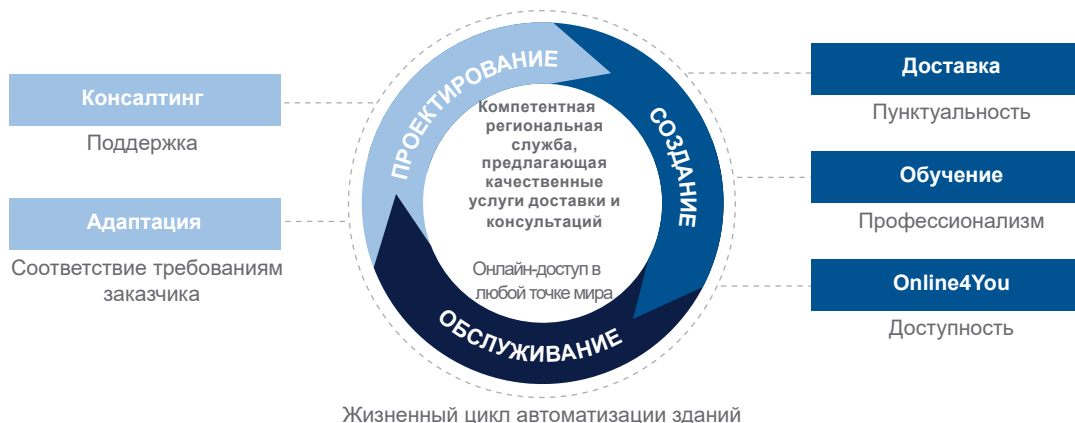 Консалтинг
Поддержка
Адаптация
Соответствие требованиям
заказчика
ПРОЕКТИРОВАНИЕ
СОЗДАНИЕ
ОБСЛУЖИВАНИЕ
Компетентная
региональная
служба,
предлагающая
качественные
услуги доставки и
консультаций
Онлайн-доступ в
любой точке мира
Доставка
Пунктуальность
Обучение
Профессионализм
Online4You
Доступность
Жизненный цикл автоматизации зданий